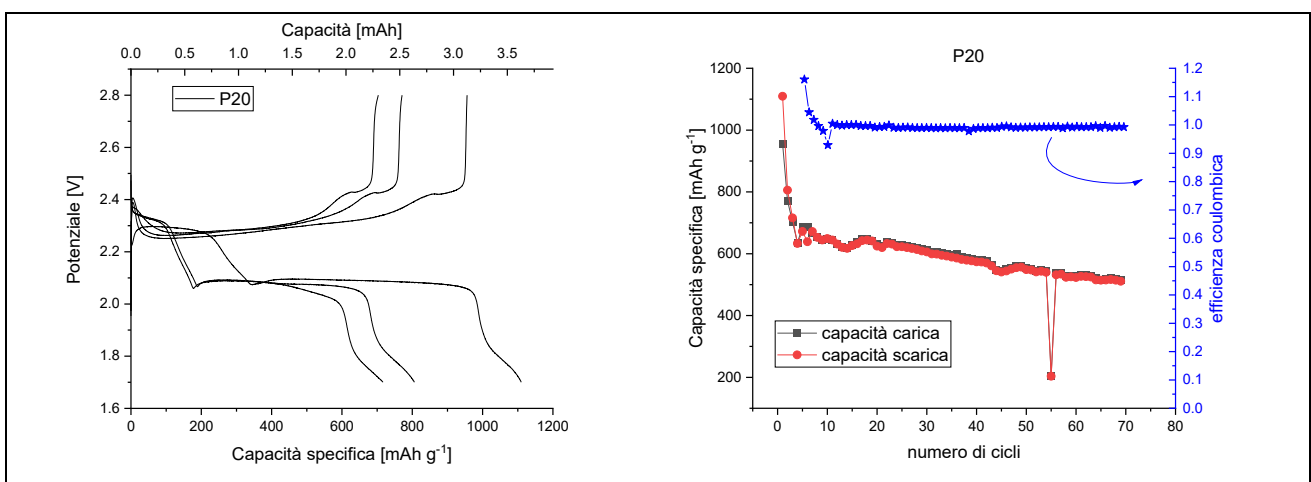 Capacità [mAh]
0.0 0.5 1.0 1.5 2.0 2.5 3.0 3.5
P20
2.8
2.6
2.4
2.2
2.0
1.8
1.6
Potenziale [V]
0 200 400 600 800 1000 1200
Capacità specifica [mAh g-1]
P20
1200
1000
800
600
400
200
Capacità specifica [mAh g-1]
capacità carica
capacità scarica
1.2
1.1
1.0
0.9
0.8
0.7
0.6
0.5
0.4
0.3
0.2
0.1
0.0
efficienza coulombica
0 10 20 30 40 50 60 70 80
numero di cicli